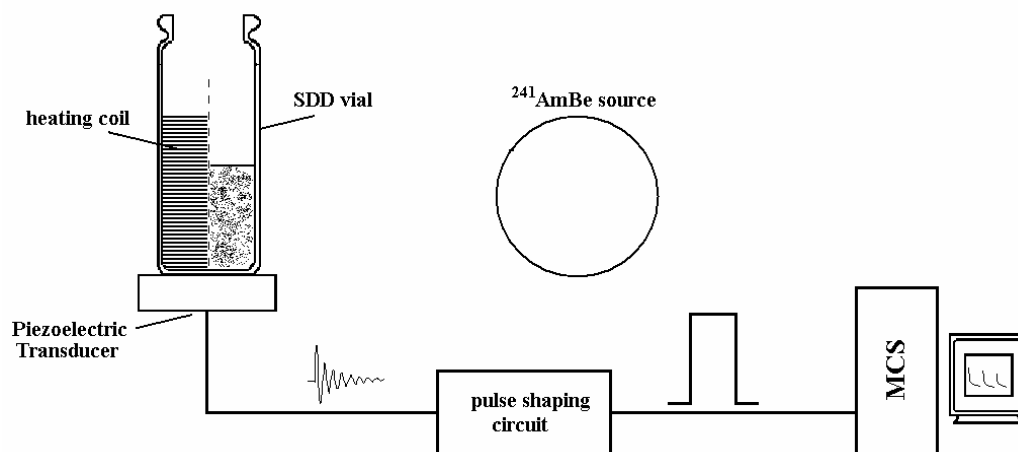 SDD vial
heating coil
²⁴¹AmBe source
Piezoelectric
Transducer
pulse shaping
circuit
MCS